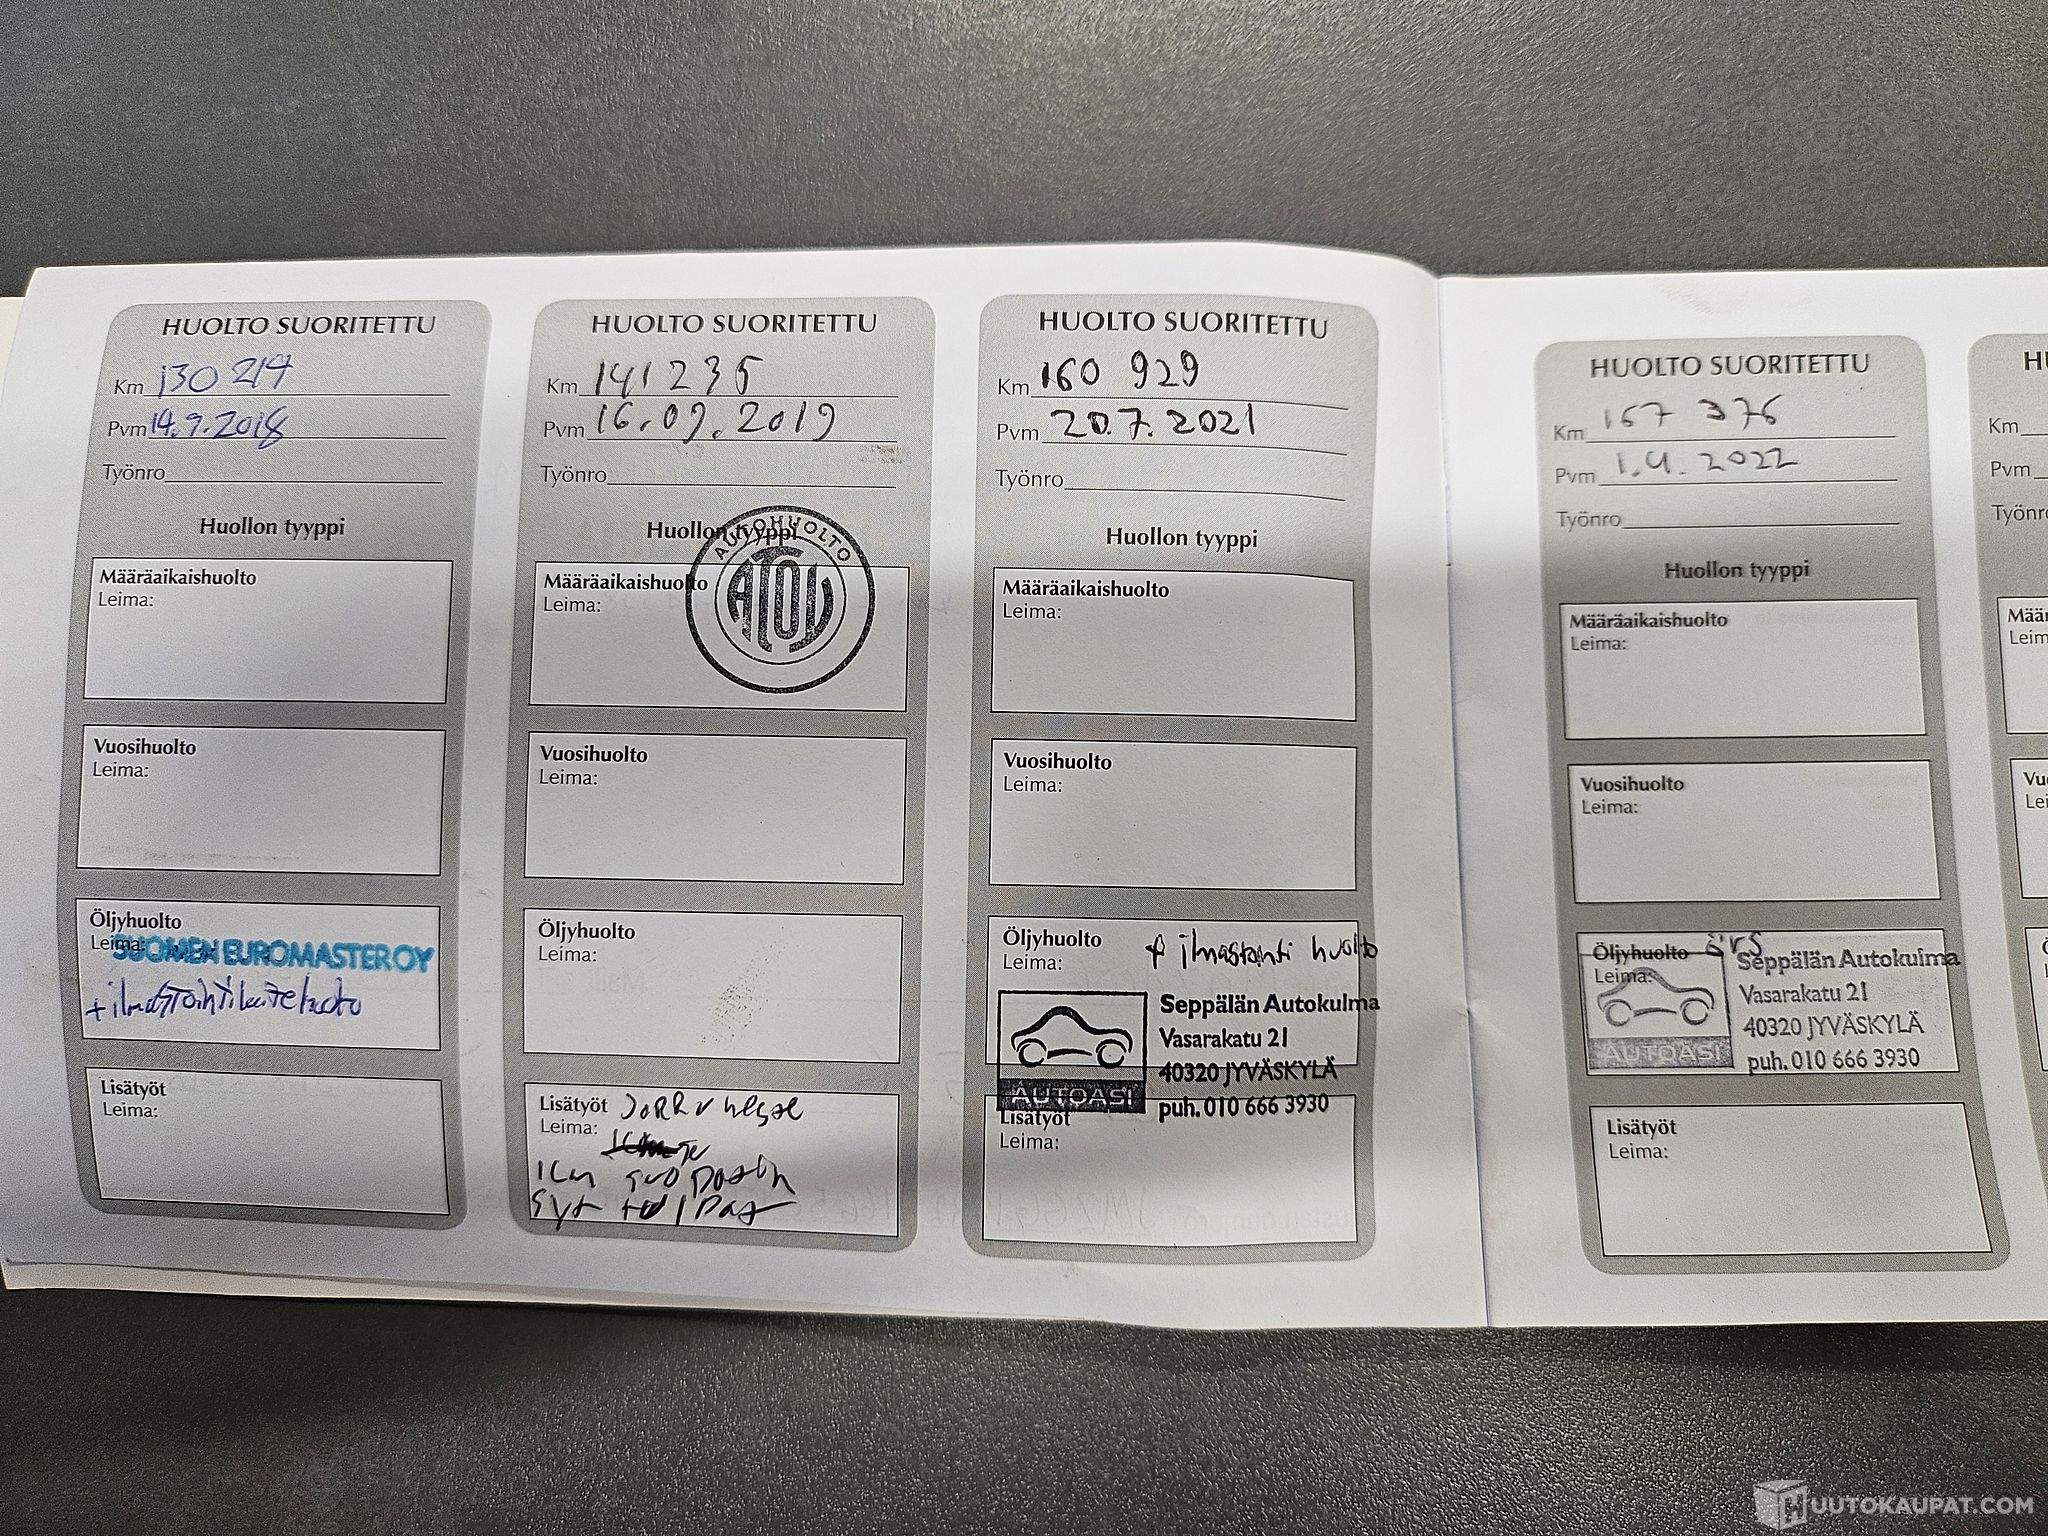 HUOLTO SUORITETTU
Km 130 214
Pvm 14.9.2018
Työnro
Huollon tyyppi
Määräaikaishuolto
Leima:
Vuosihuolto
Leima:
Öljyhuolto
Leima: SUOMEN EUROMASTER OY
Lisätyöt
Leima:
HUOLTO SUORITETTU
Km 141 235
Pvm 16.09.2019
Työnro
Huollon tyyppi
AUTOHUOLTO
ATOY
Määräaikaishuolto
Leima:
Vuosihuolto
Leima:
Öljyhuolto
Leima:
Lisätyöt
Leima:
HUOLTO SUORITETTU
Km 160 929
Pvm 20.7.2021
Työnro
Huollon tyyppi
Määräaikaishuolto
Leima:
Vuosihuolto
Leima:
Öljyhuolto + ilmastointi huolto
Leima:
AUTOASI
Seppälän Autokulma
Vasarakatu 21
40320 JYVÄSKYLÄ
puh. 010 666 3930
Lisätyöt
Leima:
HUOLTO SUORITETTU
Km 167 376
Pvm 1.4.2022
Työnro
Huollon tyyppi
Määräaikaishuolto
Leima:
Vuosihuolto
Leima:
Öljyhuolto
Leima:
AUTOASI
Seppälän Autokulma
Vasarakatu 21
40320 JYVÄSKYLÄ
puh. 010 666 3930
Lisätyöt
Leima:
Km
Pvm
UUTOKAUPAT.COM